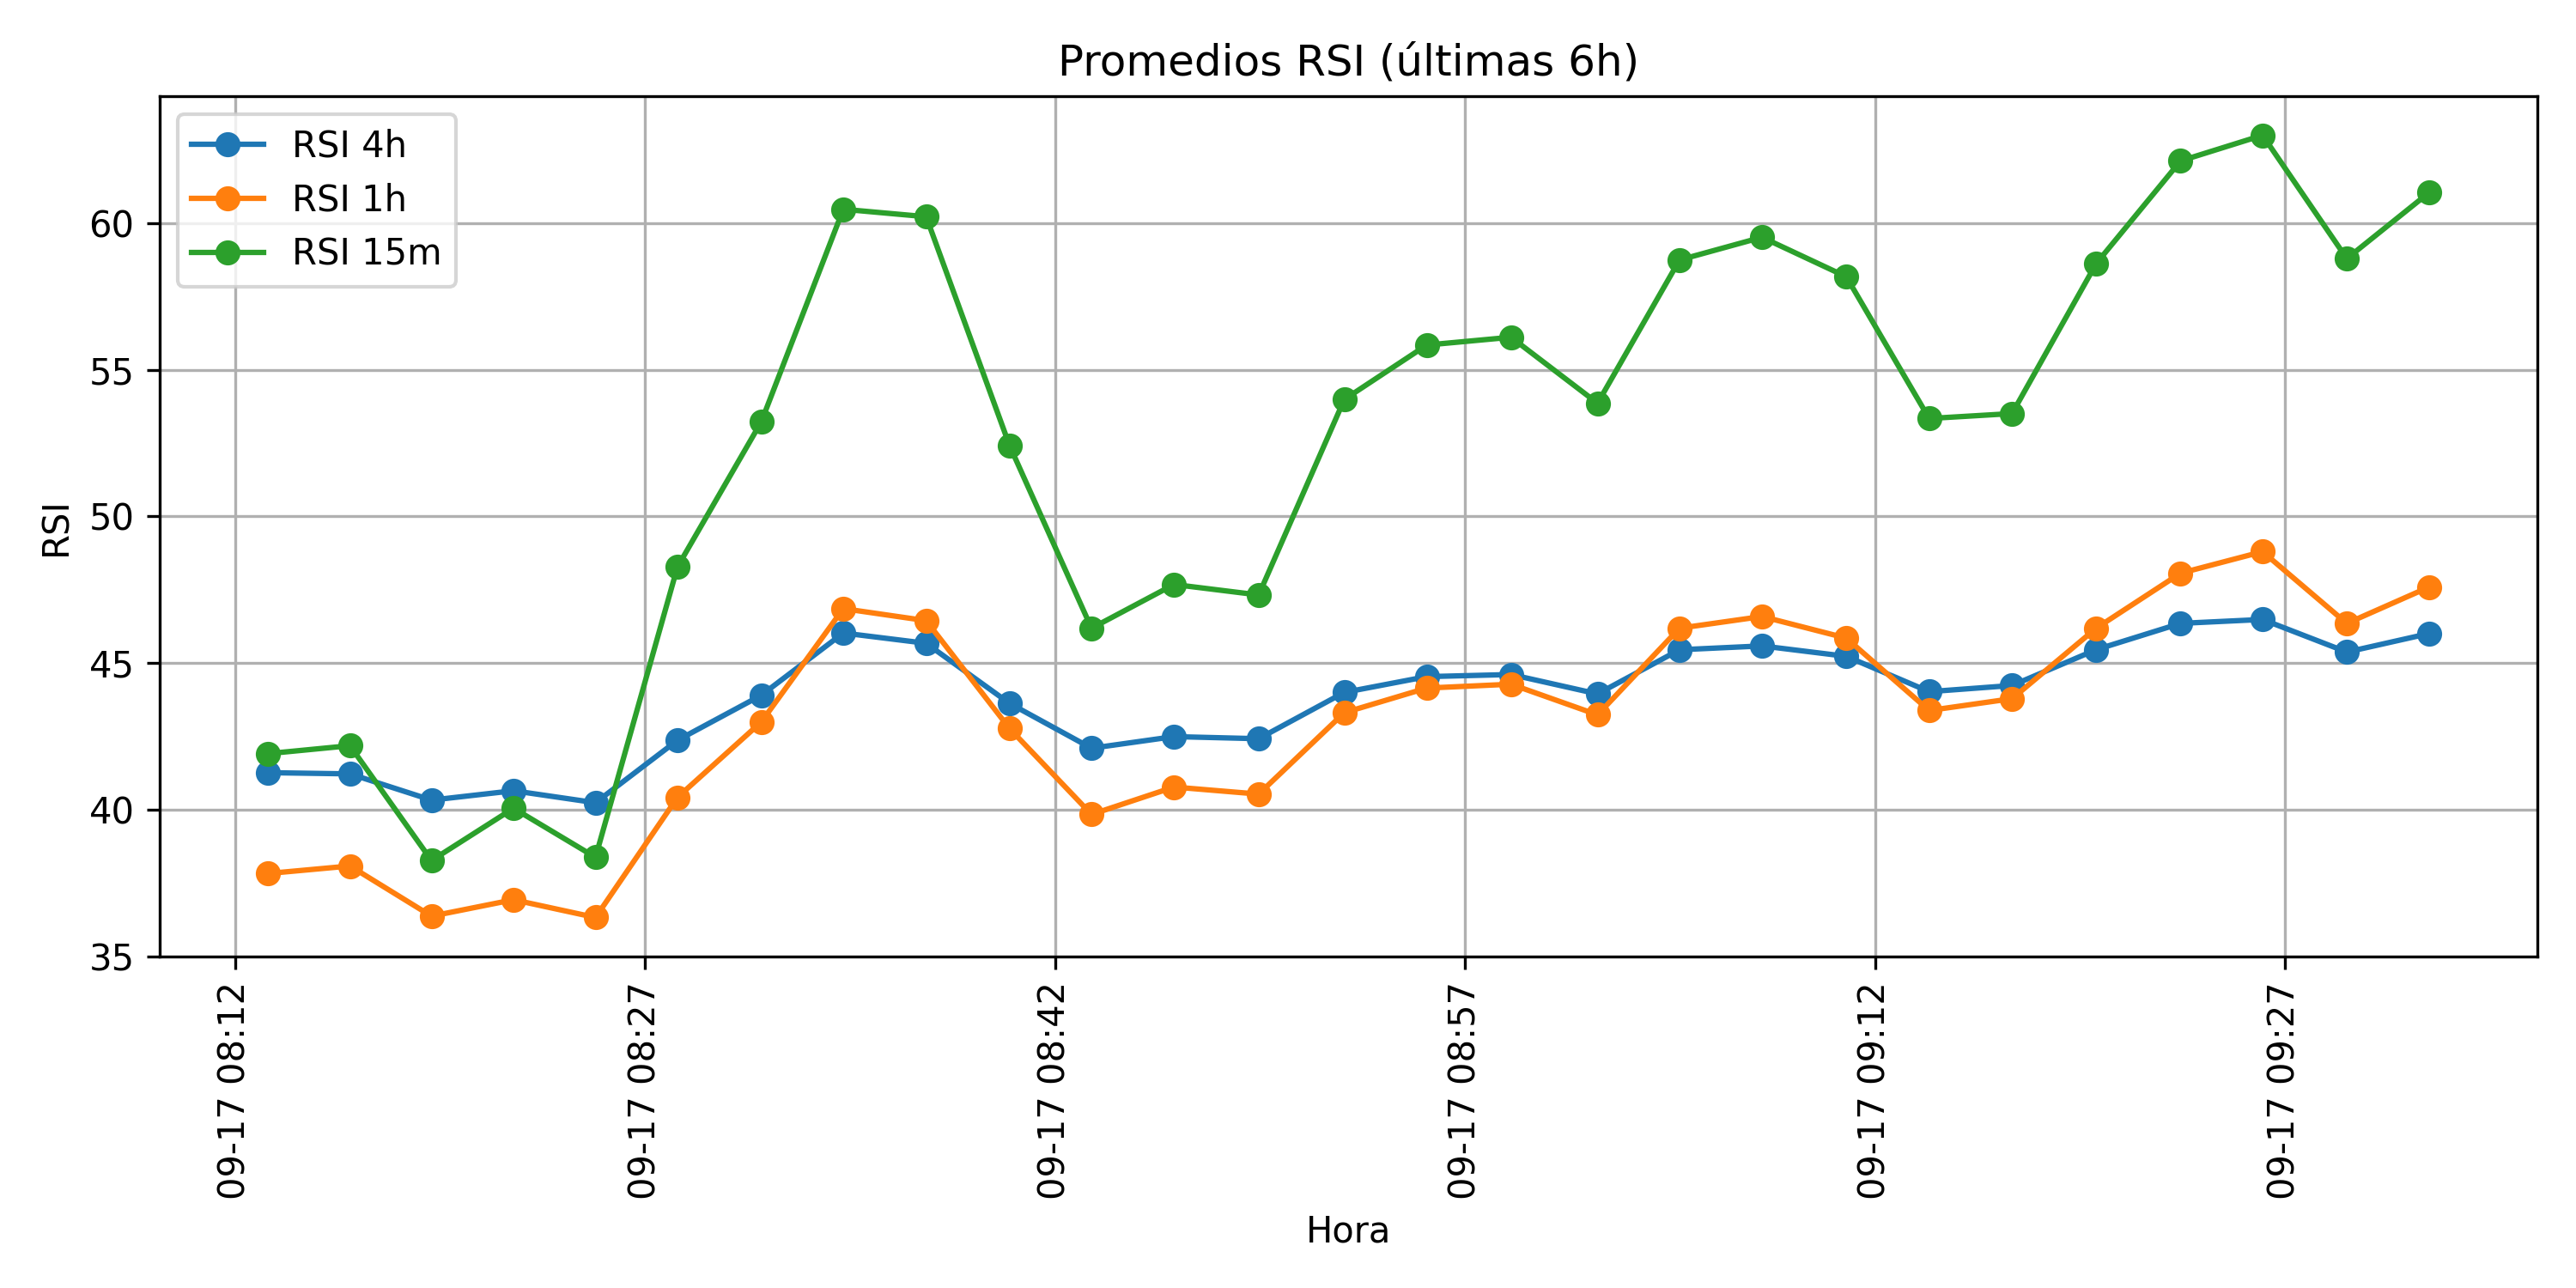 Promedios RSI (últimas 6h)
RSI 4h
RSI 1h
RSI 15m
RSI
60
55
50
45
40
35
09-17 08:12
09-17 08:27
09-17 08:42
09-17 08:57
09-17 09:12
09-17 09:27
Hora